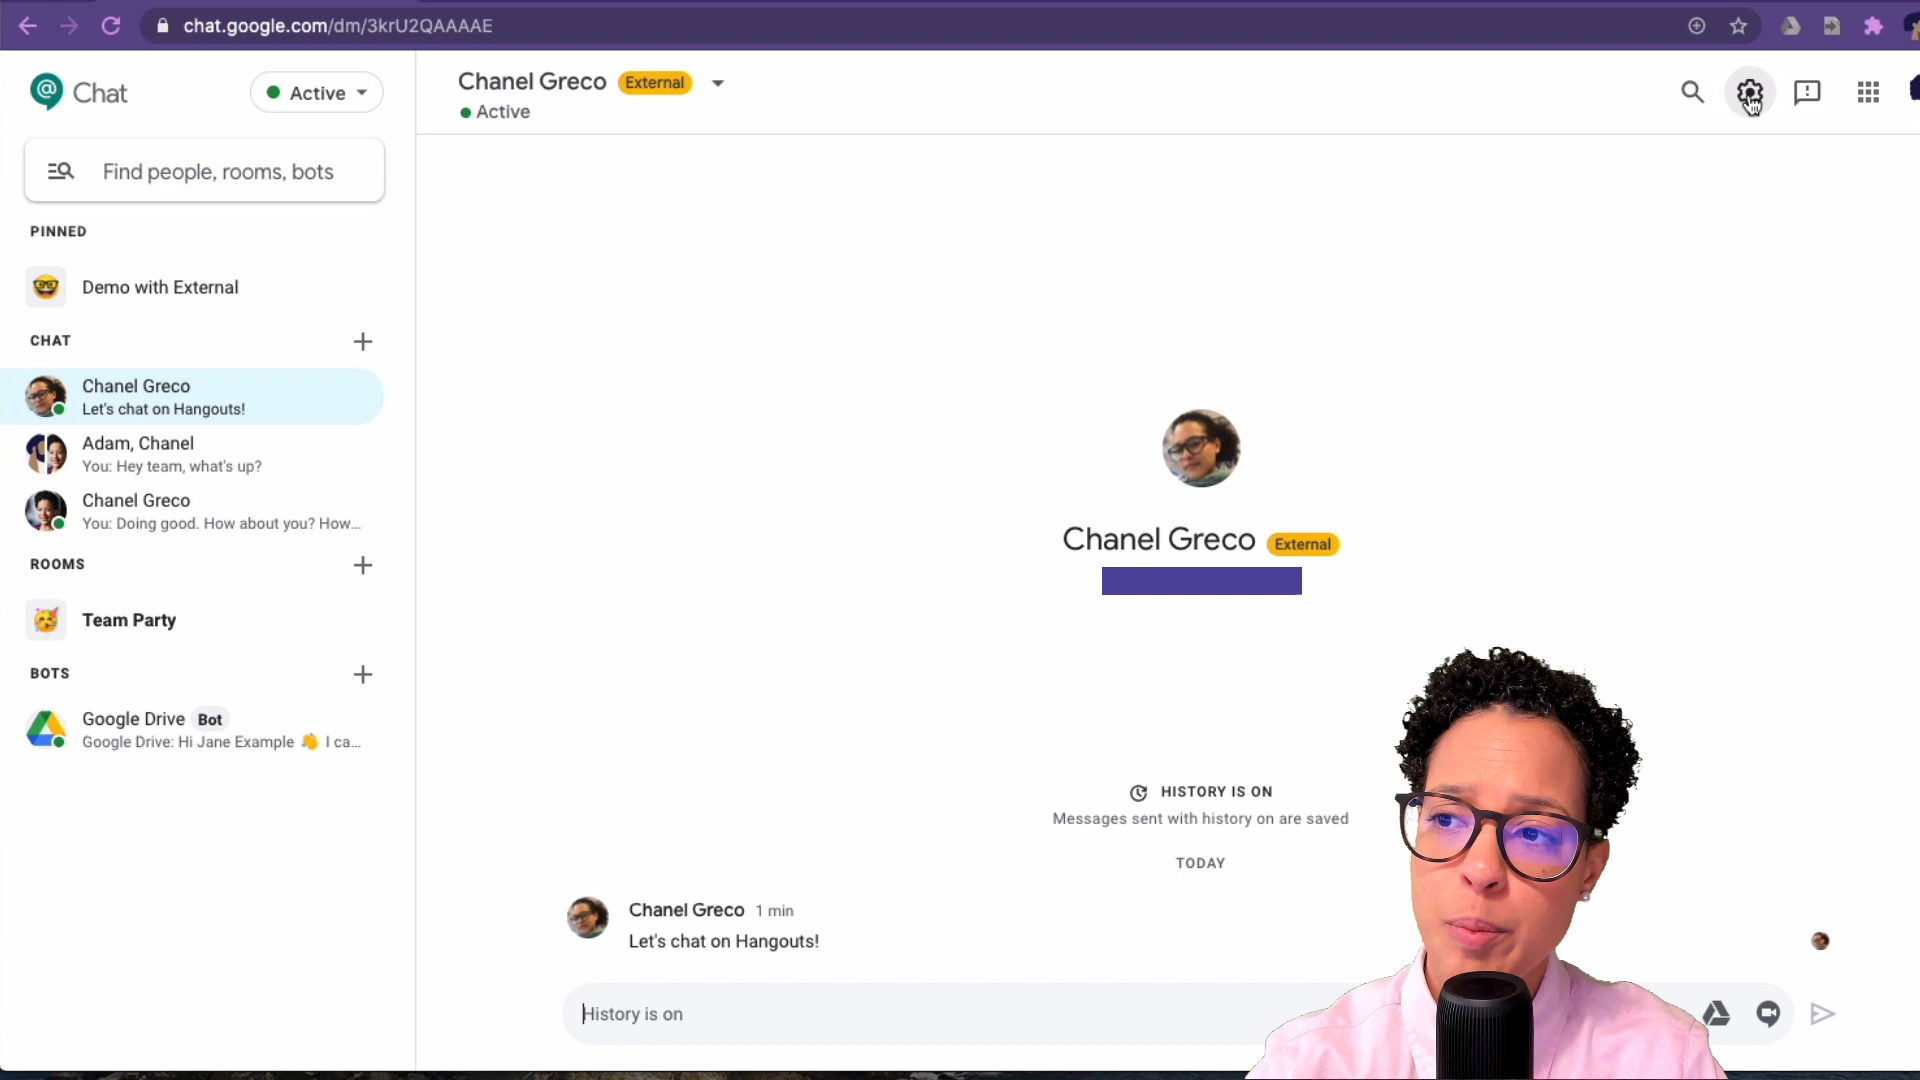 chat.google.com/dm/3krU2QAAAAE
Chat
Active
Find people, rooms, bots
PINNED
Demo with External
CHAT
Chanel Greco
Let's chat on Hangouts!
Adam, Chanel
You: Hey team, what's up?
Chanel Greco
You: Doing good. How about you? How...
ROOMS
Team Party
BOTS
Google Drive Bot
Google Drive: Hi Jane Example 👋 I ca...
Chanel Greco External
Active
Chanel Greco External
HISTORY IS ON
Messages sent with history on are saved
TODAY
Chanel Greco 1 min
Let's chat on Hangouts!
History is on